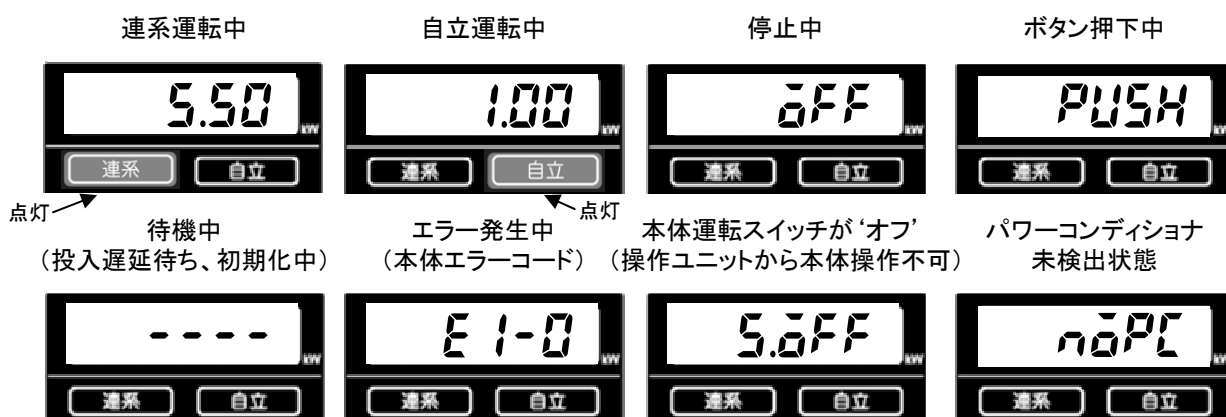 連系運転中
自立運転中
停止中
ボタン押下中
5.50
kW
連系
自立
1.00
kW
連系
自立
oFF
kW
連系
自立
PUSH
kW
連系
自立
点灯
点灯
待機中
(投入遅延待ち、初期化中)
エラー発生中
(本体エラーコード)
本体運転スイッチが‘オフ’
(操作ユニットから本体操作不可)
パワーコンディショナ
未検出状態
----
kW
連系
自立
E1-0
kW
連系
自立
S.oFF
kW
連系
自立
noPC
kW
連系
自立